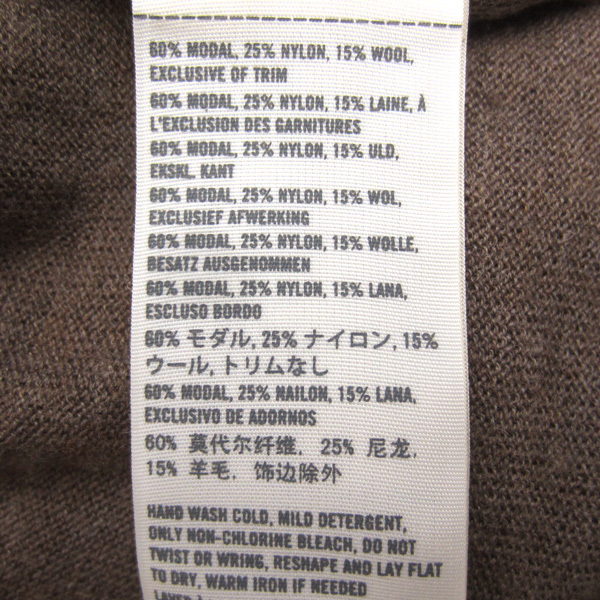 60% MODAL, 25% NYLON, 15% WOOL,
EXCLUSIVE OF TRIM
60% MODAL, 25% NYLON, 15% LAINE, À
L'EXCLUSION DES GARNITURES
60% MODAL, 25% NYLON, 15% ULD,
EKSKL. KANT
60% MODAL, 25% NYLON, 15% WOL,
EXCLUSIEF AFWERKING
60% MODAL, 25% NYLON, 15% WOLLE,
BESATZ AUSGENOMMEN
60% MODAL, 25% NYLON, 15% LANA,
ESCLUSO BORDO
60% モダル, 25% ナイロン, 15%
ウール, トリムなし
60% MODAL, 25% NAILON, 15% LANA,
EXCLUSIVO DE ADORNOS
60% 莫代尔纤维, 25% 尼龙,
15% 羊毛, 饰边除外
HAND WASH COLD, MILD DETERGENT,
ONLY NON-CHLORINE BLEACH, DO NOT
TWIST OR WRING, RESHAPE AND LAY FLAT
TO DRY, WARM IRON IF NEEDED